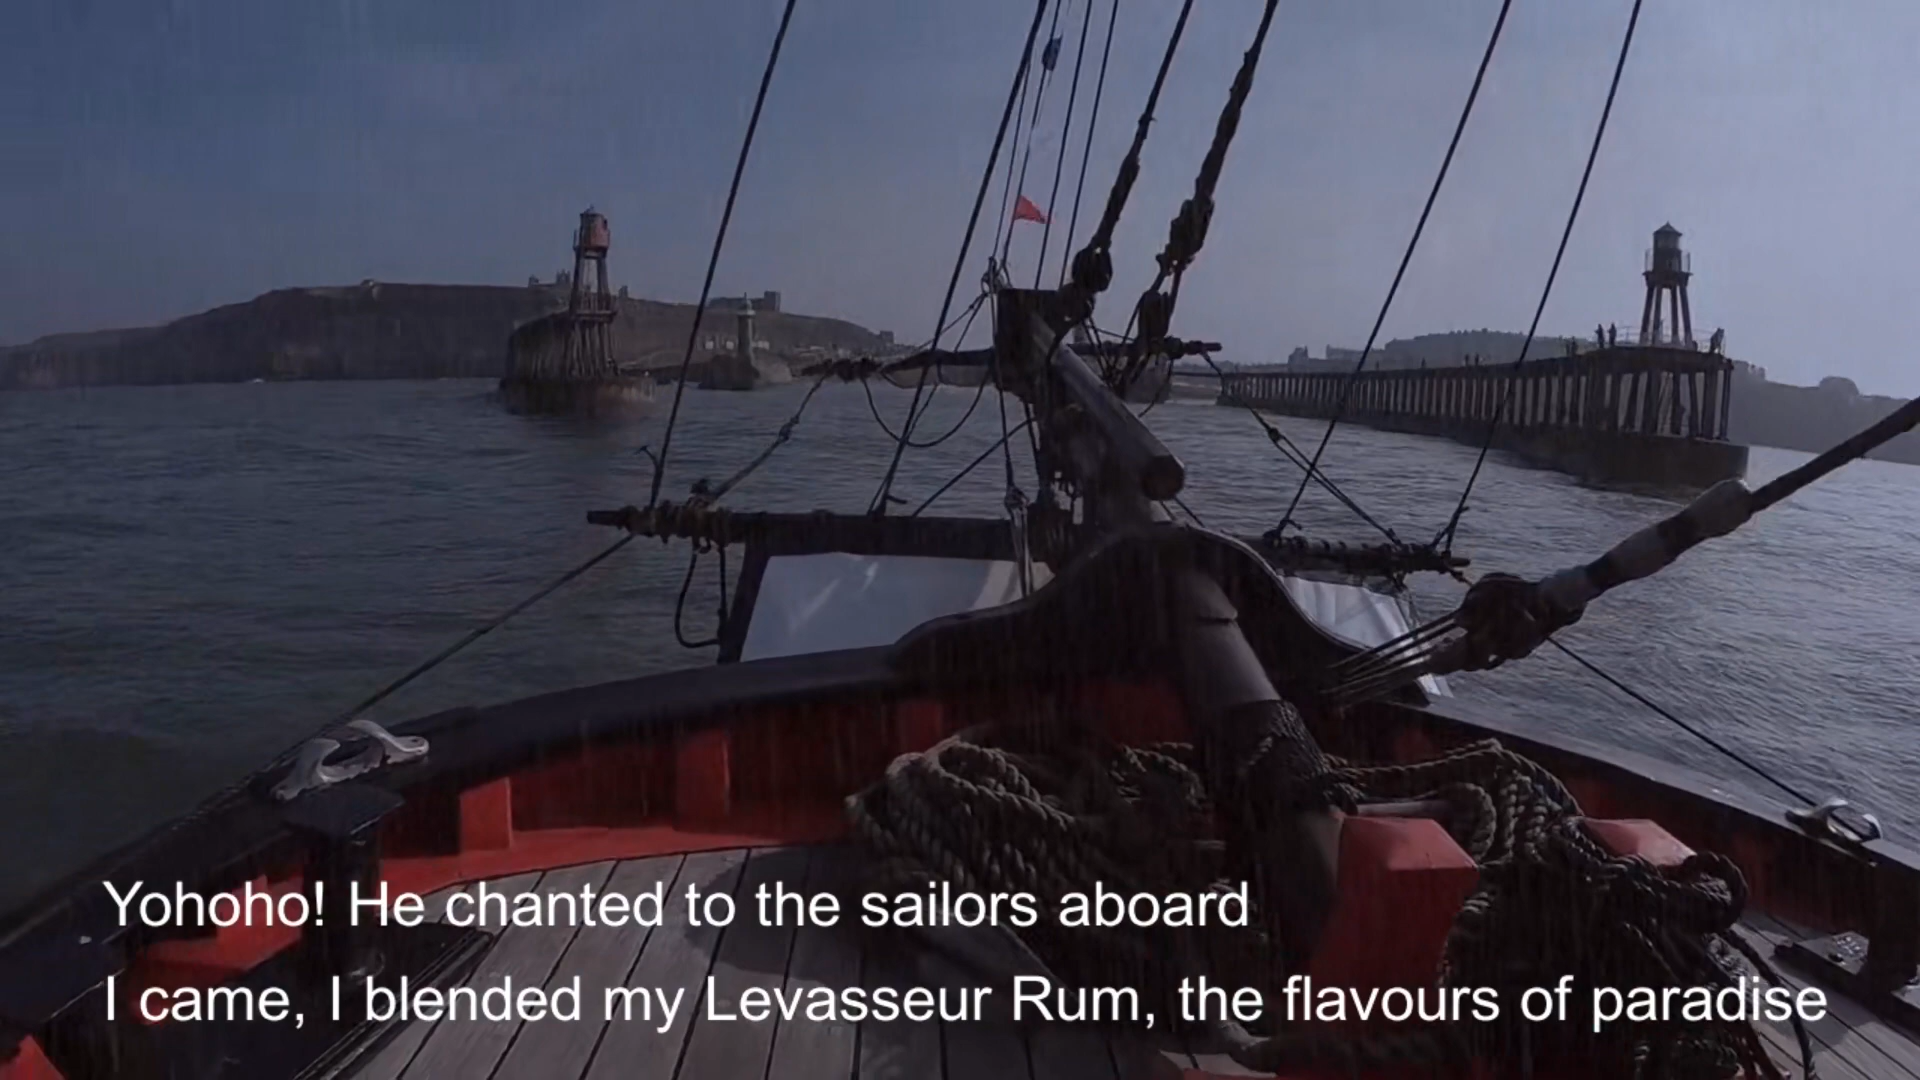 Yohoho! He chanted to the sailors aboard
I came, I blended my Levasseur Rum, the flavours of paradise